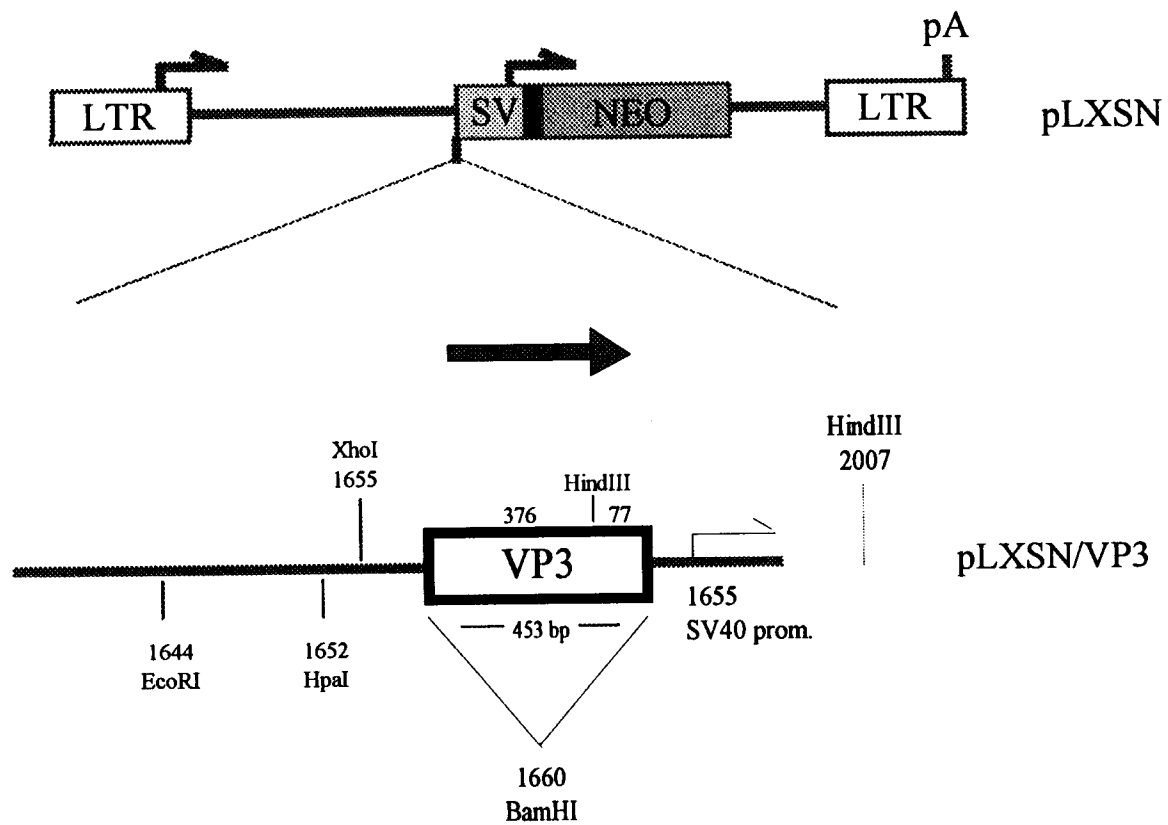 pA
LTR
SV
NEO
LTR
pLXSN
HindIII
2007
XhoI
1655
HindIII
376
77
VP3
pLXSN/VP3
453 bp
1655
SV40 prom.
1644
EcoRI
1652
HpaI
1660
BamHI